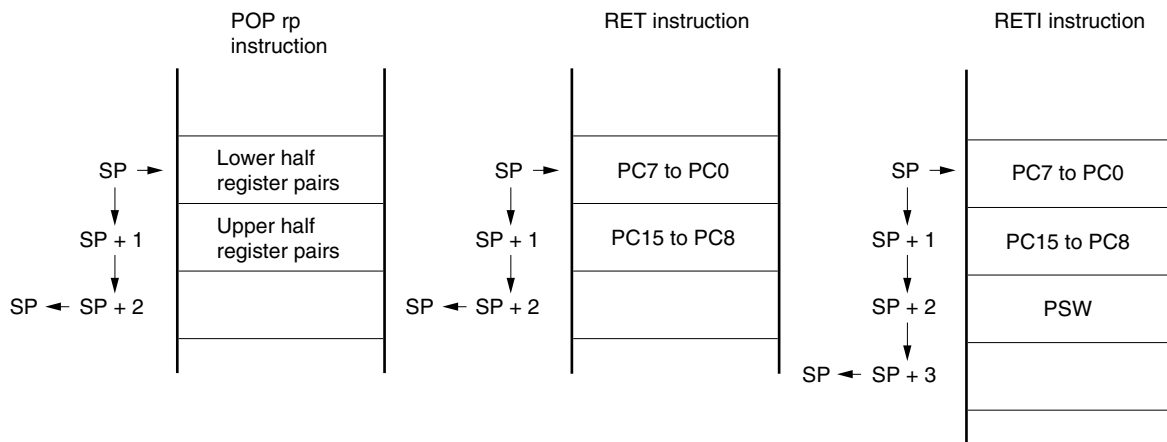 POP rp
instruction
SP
Lower half
register pairs
SP + 1
Upper half
register pairs
SP
SP + 2
RET instruction
SP
PC7 to PC0
SP + 1
PC15 to PC8
SP
SP + 2
RETI instruction
SP
PC7 to PC0
SP + 1
PC15 to PC8
SP + 2
PSW
SP
SP + 3